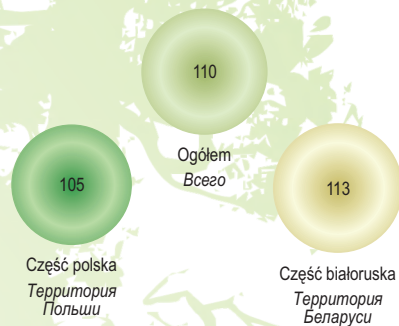 110
Ogółem
Всего
105
Część polska
Территория
Польши
113
Część białoruska
Территория
Беларуси